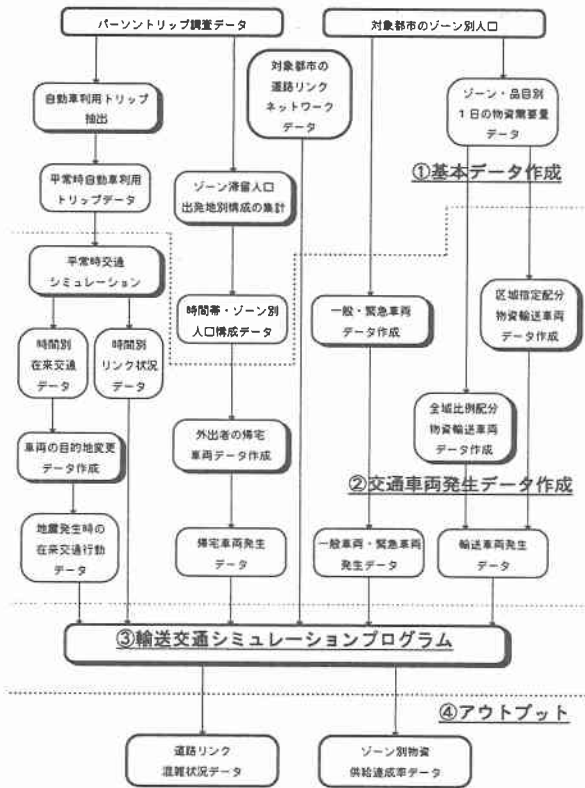 パーソントリップ調査データ
対象都市のゾーン別人口
自動車利用トリップ
抽出
対象都市の
道路リンク
ネットワーク
データ
ゾーン・品目別
1日の物資需要量
データ
①基本データ作成
平常時自動車利用
トリップデータ
ゾーン滞留人口
出発地別構成の集計
平常時交通
シミュレーション
時間帯・ゾーン別
人口構成データ
一般・緊急車両
データ作成
区域指定配分
物資輸送車両
データ作成
時間別
在来交通
データ
時間別
リンク状況
データ
全域比例配分
物資輸送車両
データ作成
車両の目的地変更
データ作成
外出者の帰宅
車両データ作成
②交通車両発生データ作成
地震発生時の
在来交通行動
データ
帰宅車両発生
データ
一般車両・緊急車両
発生データ
輸送車両発生
データ
③輸送交通シミュレーションプログラム
④アウトプット
道路リンク
混雑状況データ
ゾーン別物資
供給達成率データ